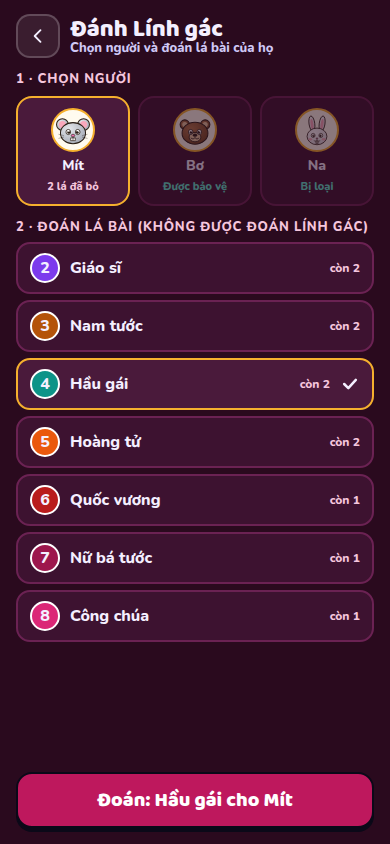 Đánh Lính gác
Chọn người và đoán lá bài của họ
1 · CHỌN NGƯỜI
Mít
2 lá đã bỏ
Bơ
Được bảo vệ
Na
Bị loại
2 · ĐOÁN LÁ BÀI (KHÔNG ĐƯỢC ĐOÁN LÍNH GÁC)
2 Giáo sĩ còn 2
3 Nam tước còn 2
4 Hầu gái còn 2
5 Hoàng tử còn 2
6 Quốc vương còn 1
7 Nữ bá tước còn 1
8 Công chúa còn 1
Đoán: Hầu gái cho Mít